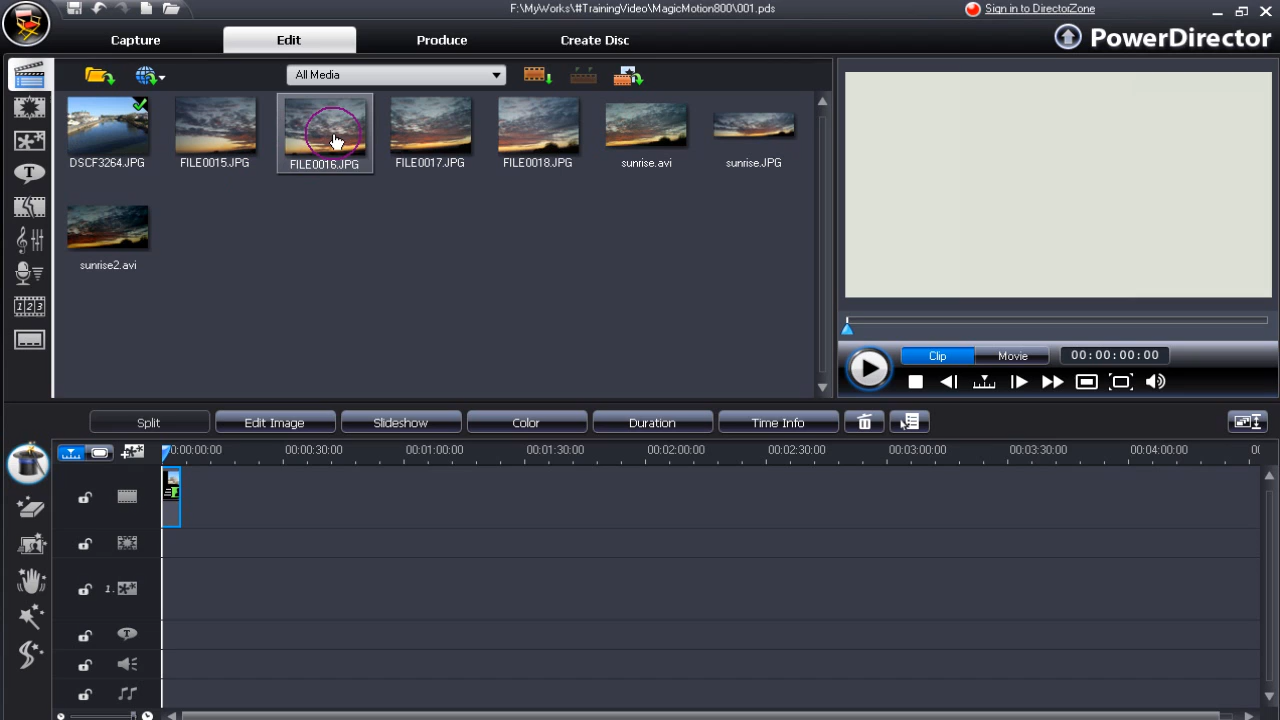 F:\MyWorks\#TrainingVideo\MagicMotion800\001.pds
Sign in to DirectorZone
Capture
Edit
Produce
Create Disc
PowerDirector
All Media
DSCF3264.JPG
FILE0015.JPG
FILE0016.JPG
FILE0017.JPG
FILE0018.JPG
sunrise.avi
sunrise.JPG
sunrise2.avi
Clip
Movie
00:00:00:00
Split
Edit Image
Slideshow
Color
Duration
Time Info
0:00:00:00
00:00:30:00
00:01:00:00
00:01:30:00
00:02:00:00
00:02:30:00
00:03:00:00
00:03:30:00
00:04:00:00
1.